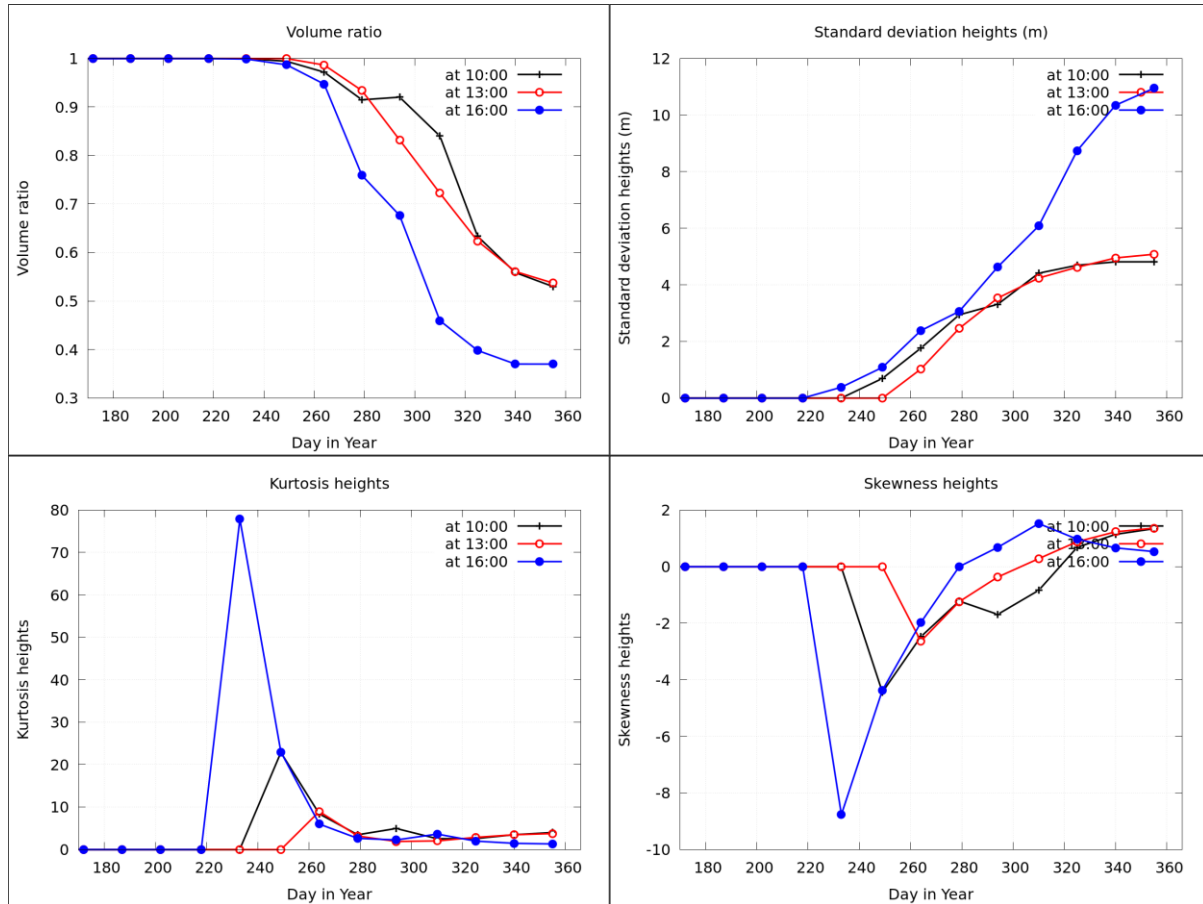 Volume ratio
Volume ratio
1
0.9
0.8
0.7
0.6
0.5
0.4
0.3
at 10:00
at 13:00
at 16:00
180 200 220 240 260 280 300 320 340 360
Day in Year
Standard deviation heights (m)
Standard deviation heights (m)
12
10
8
6
4
2
0
at 10:00
at 13:00
at 16:00
180 200 220 240 260 280 300 320 340 360
Day in Year
Kurtosis heights
Kurtosis heights
80
70
60
50
40
30
20
10
0
at 10:00
at 13:00
at 16:00
180 200 220 240 260 280 300 320 340 360
Day in Year
Skewness heights
Skewness heights
2
0
-2
-4
-6
-8
-10
at 10:00
at 13:00
at 16:00
180 200 220 240 260 280 300 320 340 360
Day in Year